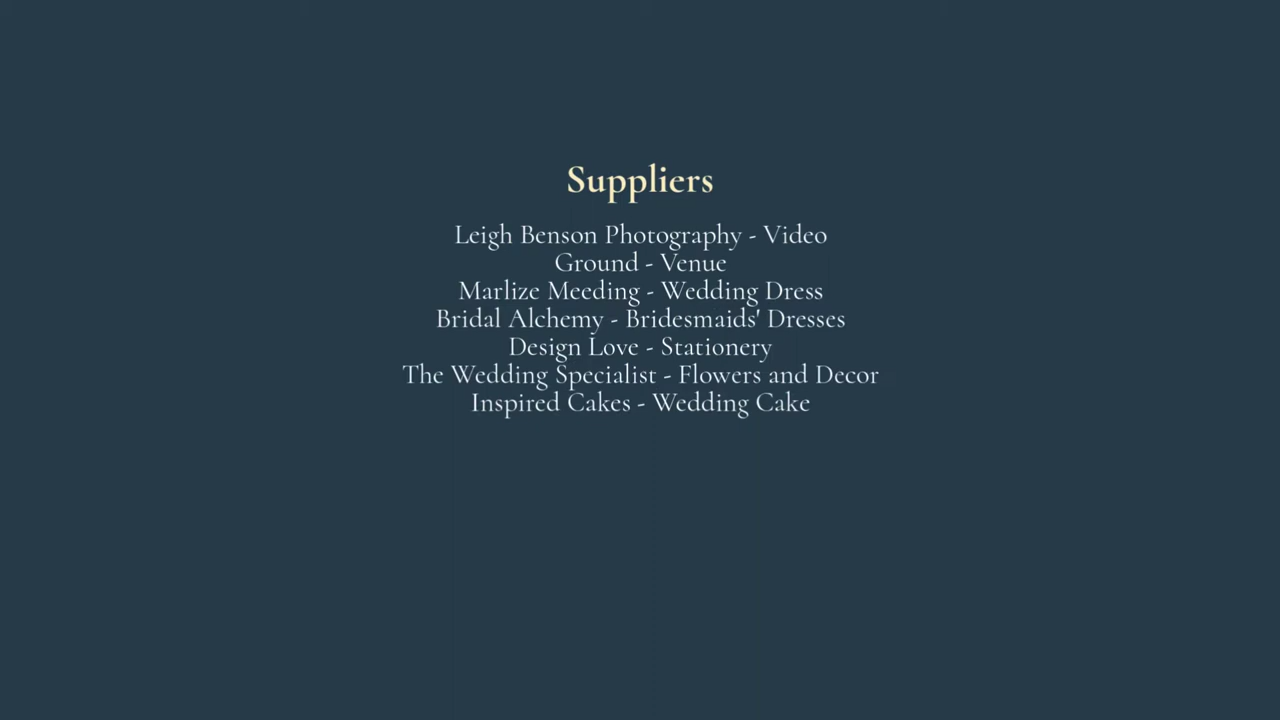 Suppliers
Leigh Benson Photography - Video
Ground - Venue
Marlize Meeding - Wedding Dress
Bridal Alchemy - Bridesmaids' Dresses
Design Love - Stationery
The Wedding Specialist - Flowers and Decor
Inspired Cakes - Wedding Cake